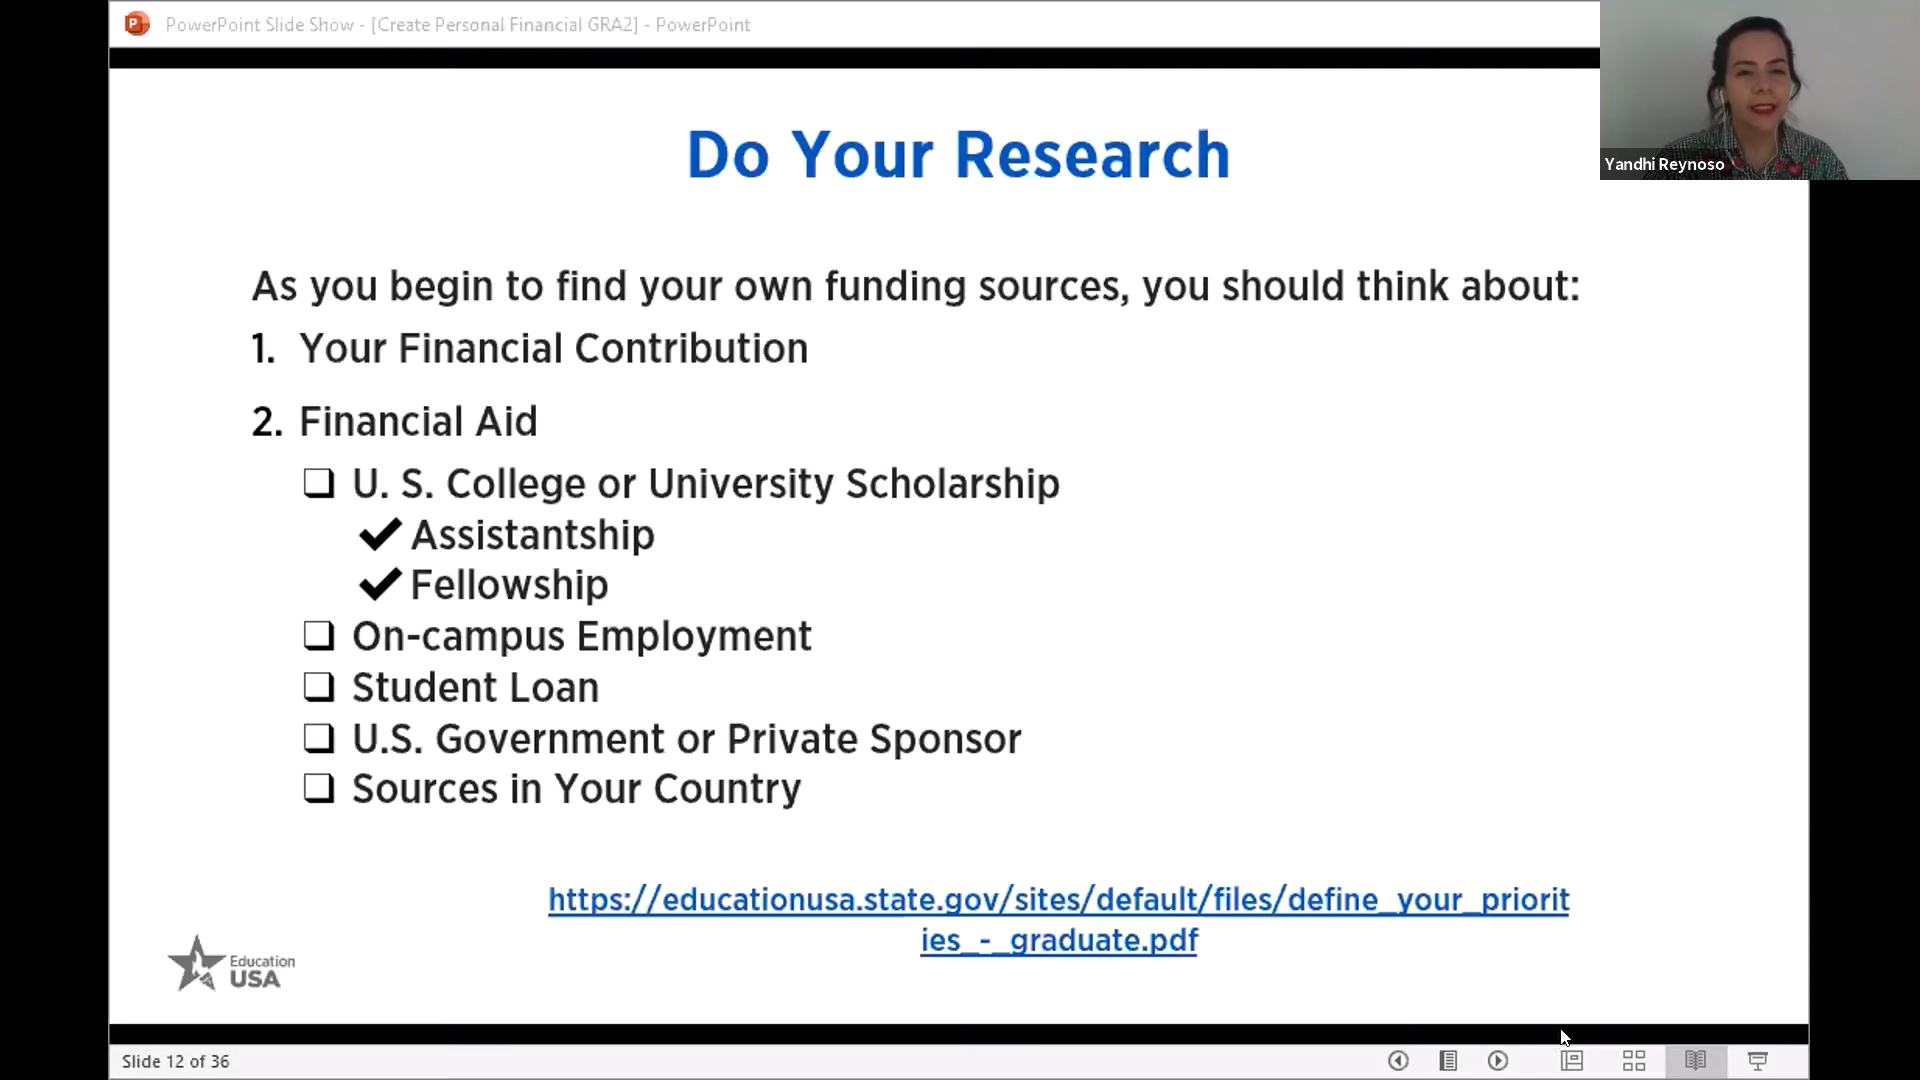 PowerPoint Slide Show - [Create Personal Financial GRA2] - PowerPoint
Yandhi Reynoso
Do Your Research
As you begin to find your own funding sources, you should think about:
1. Your Financial Contribution
2. Financial Aid
❑ U. S. College or University Scholarship
✔ Assistantship
✔ Fellowship
❑ On-campus Employment
❑ Student Loan
❑ U.S. Government or Private Sponsor
❑ Sources in Your Country
https://educationusa.state.gov/sites/default/files/define_your_priorit
ies_-_graduate.pdf
Education
USA
Slide 12 of 36